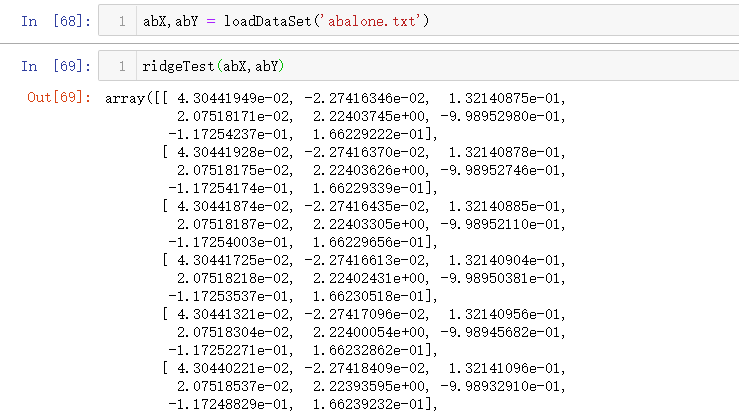 In [68]: 1 abX,abY = loadDataSet('abalone.txt')
In [69]: 1 ridgeTest(abX,abY)
Out[69]: array([[ 4.30441949e-02, -2.27416346e-02, 1.32140875e-01,
2.07518171e-02, 2.22403745e+00, -9.98952980e-01,
-1.17254237e-01, 1.66229222e-01],
[ 4.30441928e-02, -2.27416370e-02, 1.32140878e-01,
2.07518175e-02, 2.22403626e+00, -9.98952746e-01,
-1.17254174e-01, 1.66229339e-01],
[ 4.30441874e-02, -2.27416435e-02, 1.32140885e-01,
2.07518187e-02, 2.22403305e+00, -9.98952110e-01,
-1.17254003e-01, 1.66229656e-01],
[ 4.30441725e-02, -2.27416613e-02, 1.32140904e-01,
2.07518218e-02, 2.22402431e+00, -9.98950381e-01,
-1.17253537e-01, 1.66230518e-01],
[ 4.30441321e-02, -2.27417096e-02, 1.32140956e-01,
2.07518304e-02, 2.22400054e+00, -9.98945682e-01,
-1.17252271e-01, 1.66232862e-01],
[ 4.30440221e-02, -2.27418409e-02, 1.32141096e-01,
2.07518537e-02, 2.22393595e+00, -9.98932910e-01,
-1.17248829e-01, 1.66239232e-01],